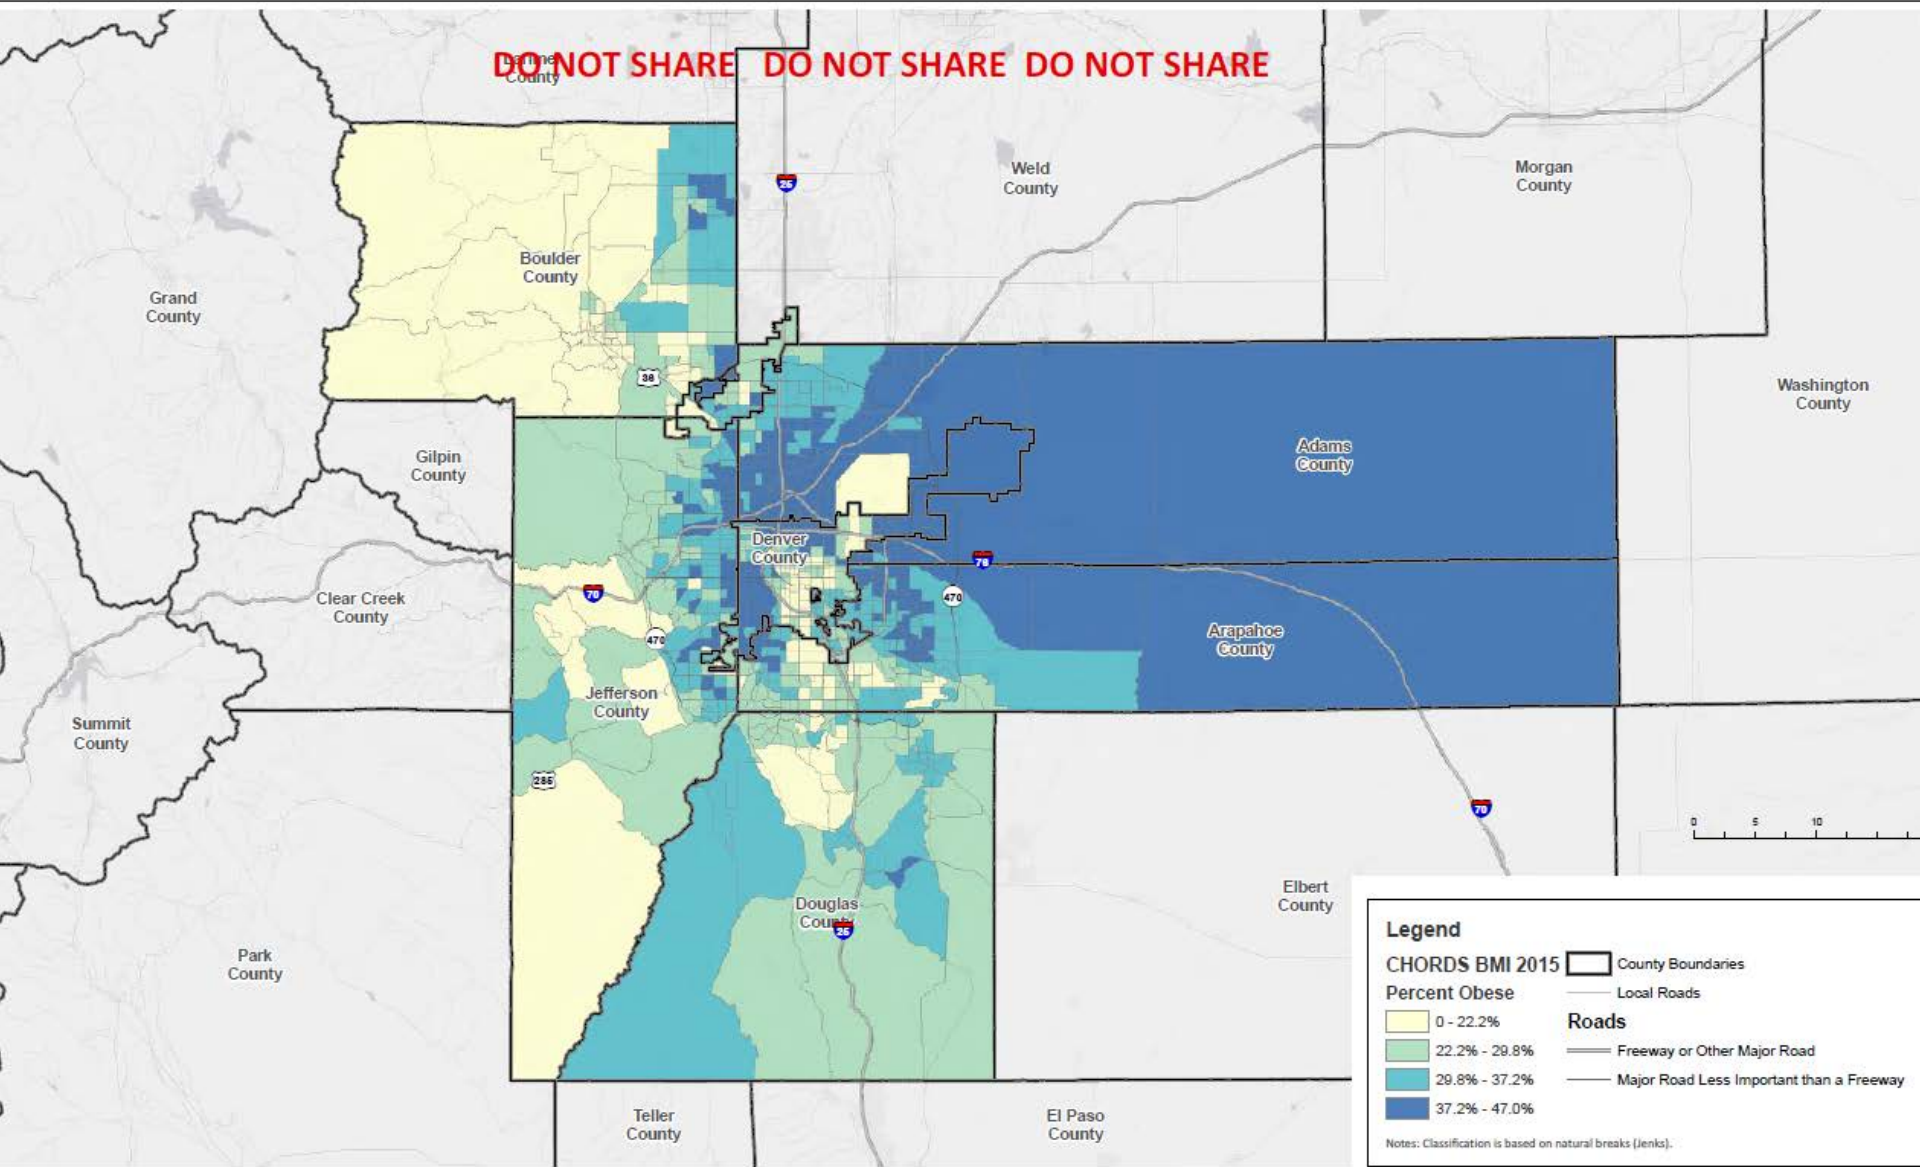 DO NOT SHARE DO NOT SHARE DO NOT SHARE
Larimer
County
Weld
County
Morgan
County
Boulder
County
Grand
County
Washington
County
Gilpin
County
Adams
County
Denver
County
Clear Creek
County
Arapahoe
County
Jefferson
County
Summit
County
Douglas
County
Elbert
County
Park
County
Teller
County
El Paso
County
25
36
70
76
470
470
285
70
25
0 5 10
Legend
CHORDS BMI 2015
Percent Obese
0 - 22.2%
22.2% - 29.8%
29.8% - 37.2%
37.2% - 47.0%
County Boundaries
Local Roads
Roads
Freeway or Other Major Road
Major Road Less Important than a Freeway
Notes: Classification is based on natural breaks (Jenks).